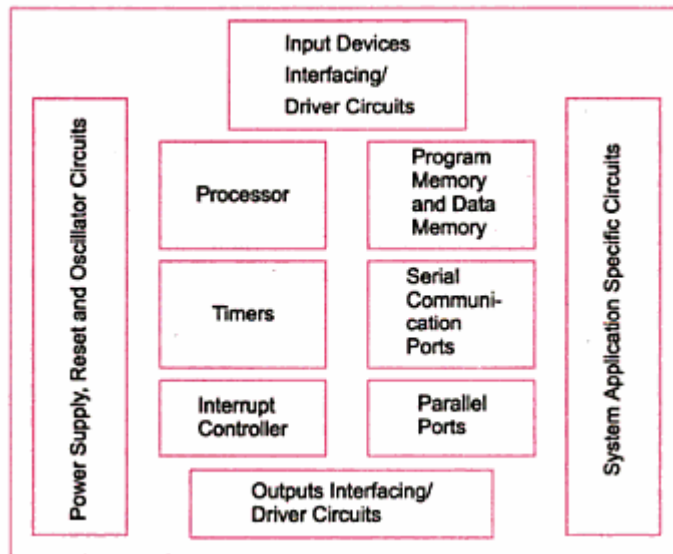 Input Devices
Interfacing/
Driver Circuits
Power Supply, Reset and Oscillator Circuits
Processor
Program
Memory
and Data
Memory
System Application Specific Circuits
Timers
Serial
Communi-
cation
Ports
Interrupt
Controller
Parallel
Ports
Outputs Interfacing/
Driver Circuits